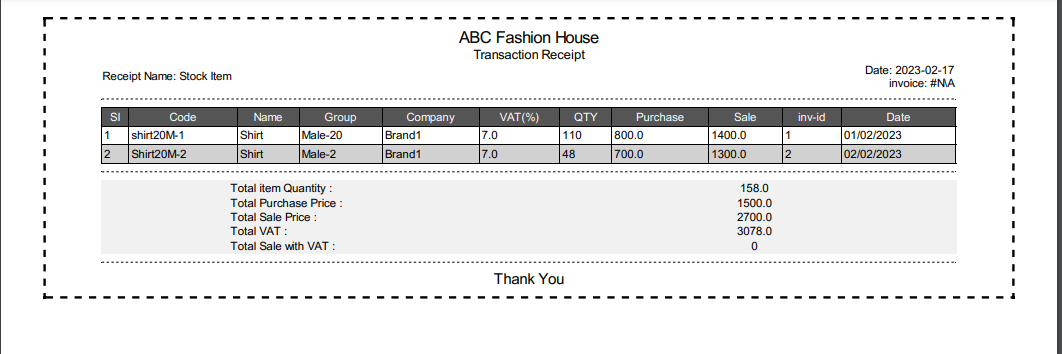 ABC Fashion House
Transaction Receipt
Receipt Name: Stock Item
Date: 2023-02-17
invoice: #N\A
Sl Code Name Group Company VAT(%) QTY Purchase Sale inv-id Date
1 shirt20M-1 Shirt Male-20 Brand1 7.0 110 800.0 1400.0 1 01/02/2023
2 Shirt20M-2 Shirt Male-2 Brand1 7.0 48 700.0 1300.0 2 02/02/2023
Total item Quantity : 158.0
Total Purchase Price : 1500.0
Total Sale Price : 2700.0
Total VAT : 3078.0
Total Sale with VAT : 0
Thank You